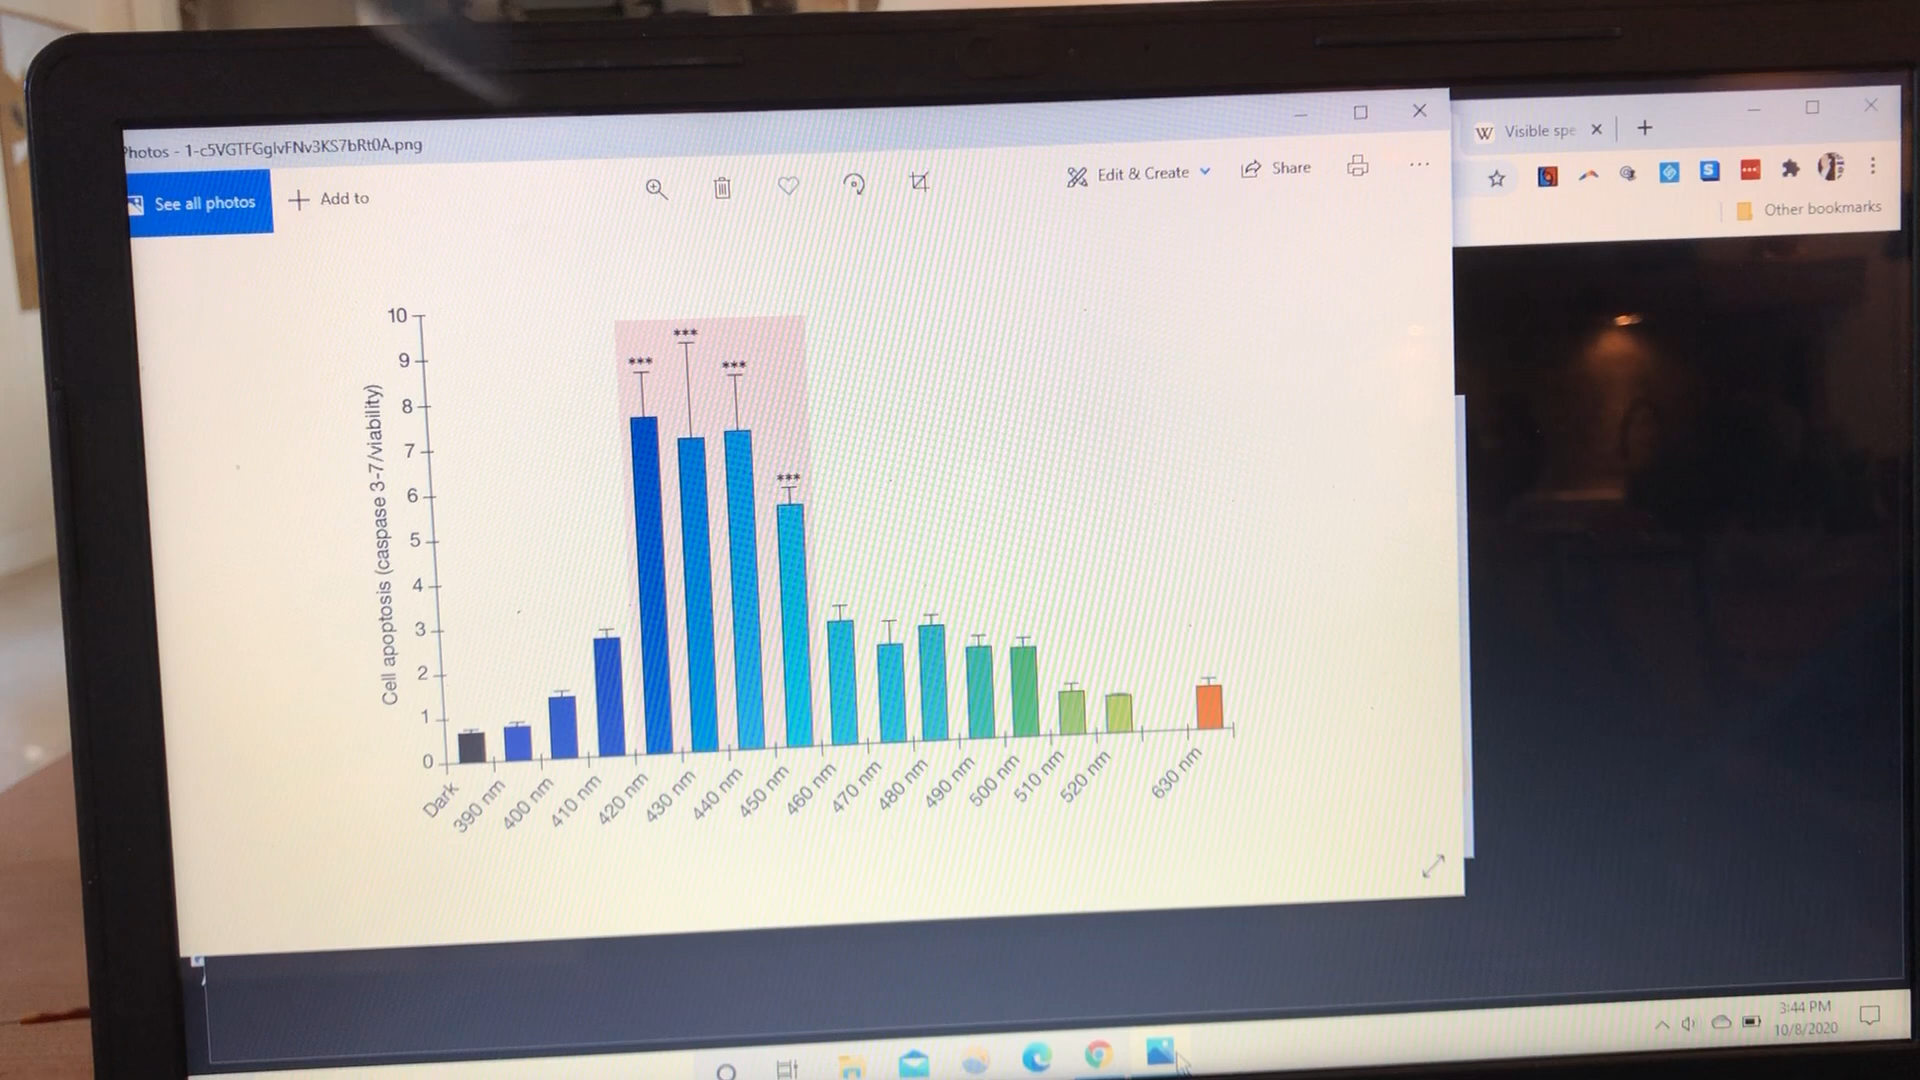 Photos - 1-c5VGTFGglvFNv3KS7bRt0A.png
See all photos
Add to
Edit & Create
Share
...
W Visible spe
Other bookmarks
10
9
8
7
6
5
4
3
2
1
0
Cell apoptosis (caspase 3-7/viability)
***
***
***
***
Dark
390 nm
400 nm
410 nm
420 nm
430 nm
440 nm
450 nm
460 nm
470 nm
480 nm
490 nm
500 nm
510 nm
520 nm
630 nm
3:44 PM
10/8/2020